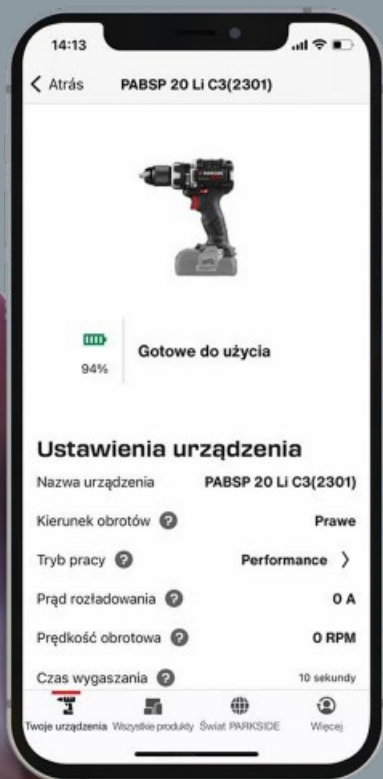 14:13
Atrás PABSP 20 Li C3(2301)
94% Gotowe do użycia
Ustawienia urządzenia
Nazwa urządzenia PABSP 20 Li C3(2301)
Kierunek obrotów ? Prawe
Tryb pracy ? Performance
Prąd rozładowania ? 0 A
Prędkość obrotowa ? 0 RPM
Czas wygaszania ? 10 sekundy
Twoje urządzenia Wszystkie produkty Świat PARKSIDE Więcej